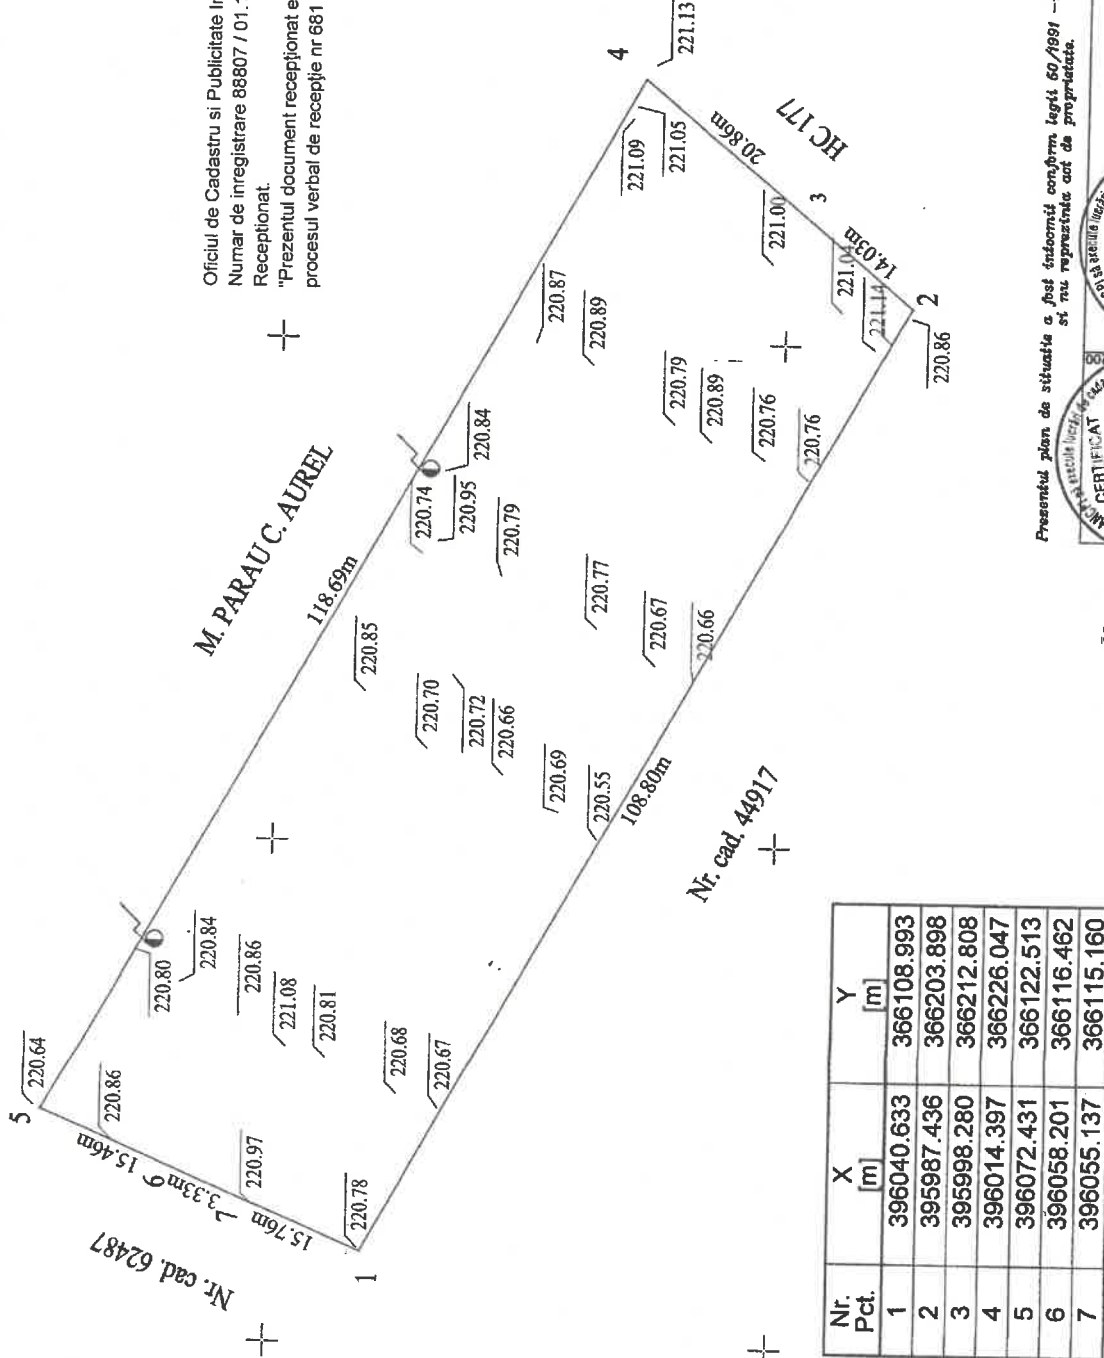 Oficiul de Cadastru si Publicitate
Numar de inregistrare 88807 / 01.
Receptionat.
"Prezentul document recepționat
procesul verbal de recepție nr 681
M. PARAU C. AUREL
118.69m
HC 177
20.86m
14.03m
4
3
2
5
6
7
1
15.46m
3.33m
15.76m
Nr. cad. 62487
108.80m
Nr. cad. 44917
221.13
221.09
221.05
221.00
221.04
221.14
220.86
220.87
220.89
220.79
220.89
220.76
220.76
220.84
220.74
220.95
220.79
220.77
220.67
220.66
220.85
220.70
220.72
220.66
220.69
220.55
220.80
220.84
220.86
221.08
220.81
220.68
220.67
220.64
220.86
220.97
220.78
Prezentul plan de situatie a fost intocmit conform legii 50/1991 -
si nu reprezinta act de proprietate.
CERTIFICAT
Nr. Pct. X [m] Y [m]
1 396040.633 366108.993
2 395987.436 366203.898
3 395998.280 366212.808
4 396014.397 366226.047
5 396072.431 366122.513
6 396058.201 366116.462
7 396055.137 366115.160